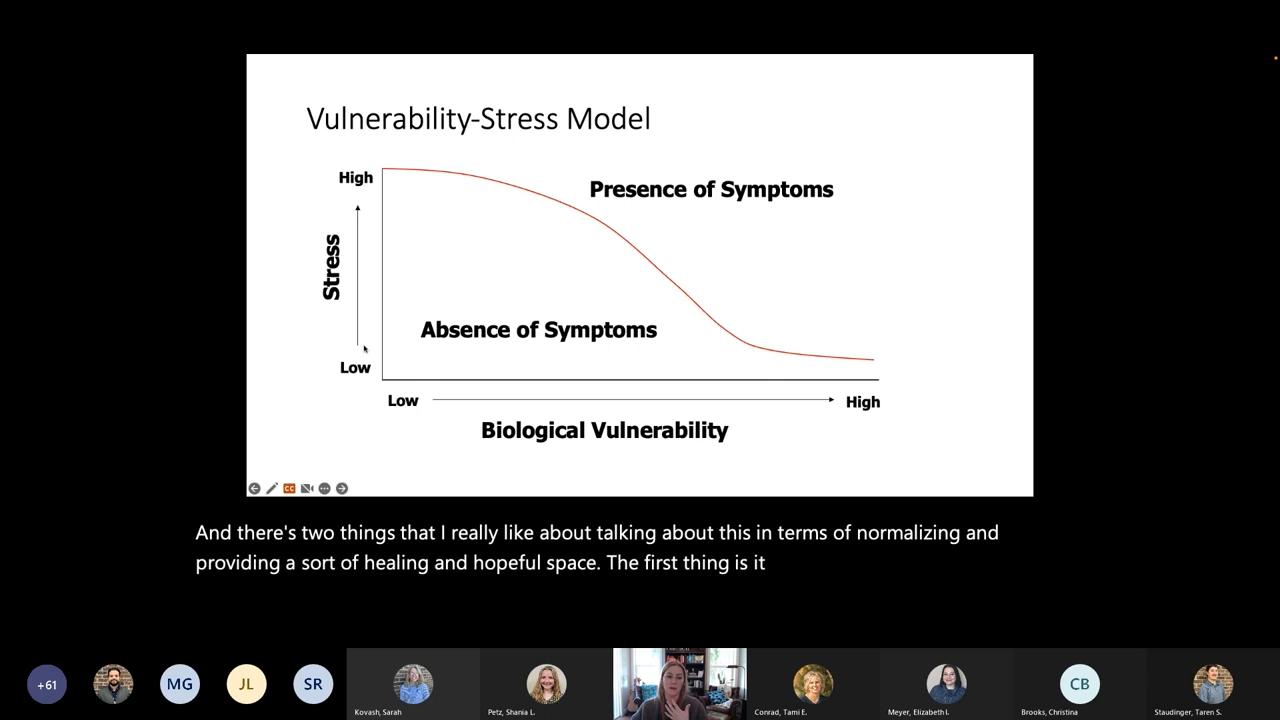 Vulnerability-Stress Model
High
Presence of Symptoms
Stress
Absence of Symptoms
Low
Low
High
Biological Vulnerability
CC
And there's two things that I really like about talking about this in terms of normalizing and
providing a sort of healing and hopeful space. The first thing is it
+61
MG
JL
SR
CB
Kovash, Sarah
Petz, Shania L.
Conrad, Tami E.
Meyer, Elizabeth I.
Brooks, Christina
Staudinger, Taren S.